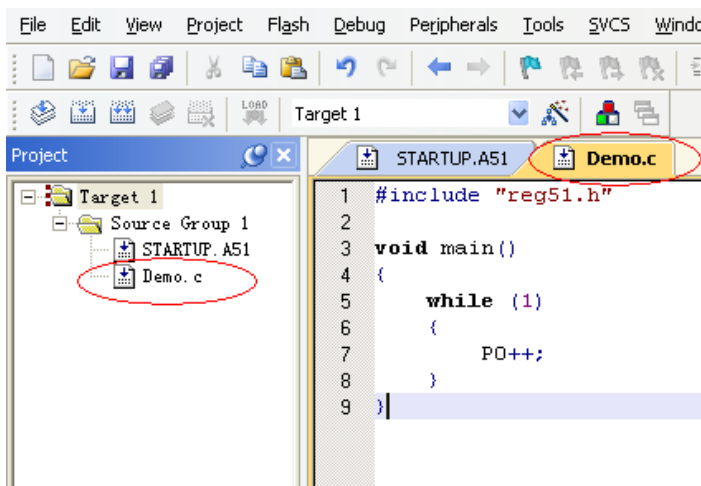 File Edit View Project Flash Debug Peripherals Tools SVCS Windo
LOAD Target 1
Project
STARTUP.A51 Demo.c
Target 1
Source Group 1
STARTUP.A51
Demo.c
1 #include "reg51.h"
2
3 void main()
4 {
5 while (1)
6 {
7 P0++;
8 }
9 }